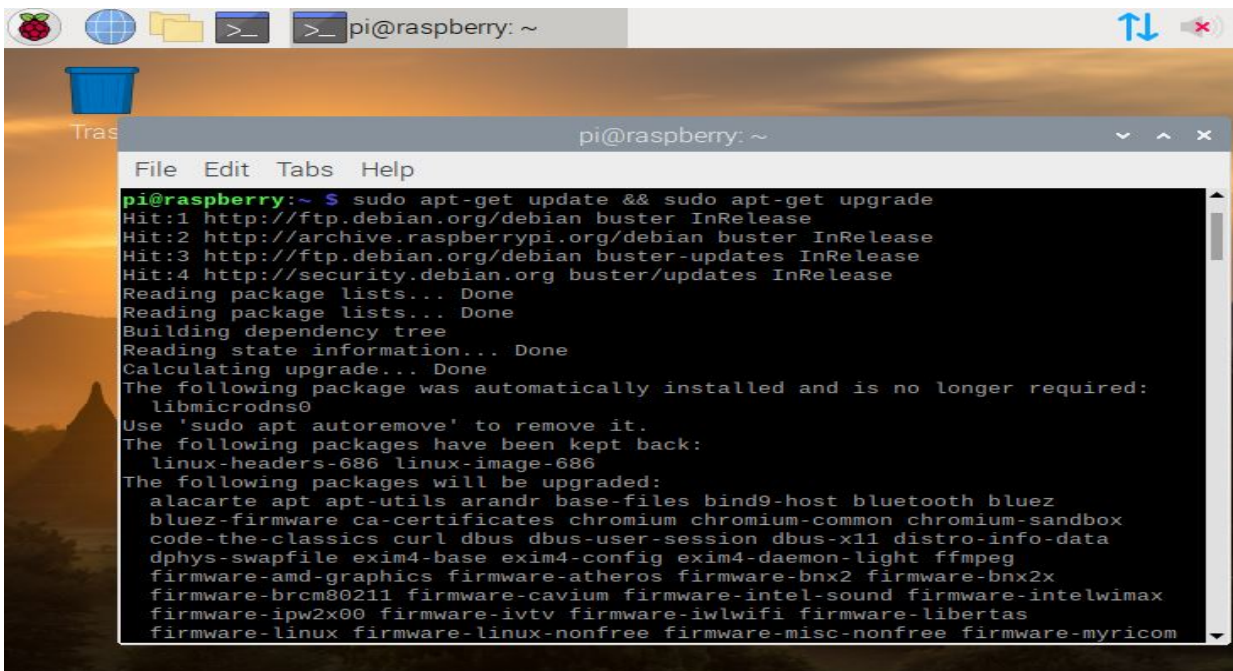 >_ >_ pi@raspberry: ~
Tras
pi@raspberry: ~
File Edit Tabs Help
pi@raspberry:~ $ sudo apt-get update && sudo apt-get upgrade
Hit:1 http://ftp.debian.org/debian buster InRelease
Hit:2 http://archive.raspberrypi.org/debian buster InRelease
Hit:3 http://ftp.debian.org/debian buster-updates InRelease
Hit:4 http://security.debian.org buster/updates InRelease
Reading package lists... Done
Reading package lists... Done
Building dependency tree
Reading state information... Done
Calculating upgrade... Done
The following package was automatically installed and is no longer required:
  libmicrodns0
Use 'sudo apt autoremove' to remove it.
The following packages have been kept back:
  linux-headers-686 linux-image-686
The following packages will be upgraded:
  alacarte apt apt-utils arandr base-files bind9-host bluetooth bluez
  bluez-firmware ca-certificates chromium chromium-common chromium-sandbox
  code-the-classics curl dbus dbus-user-session dbus-x11 distro-info-data
  dphys-swapfile exim4-base exim4-config exim4-daemon-light ffmpeg
  firmware-amd-graphics firmware-atheros firmware-bnx2 firmware-bnx2x
  firmware-brcm80211 firmware-cavium firmware-intel-sound firmware-intelwimax
  firmware-ipw2x00 firmware-ivtv firmware-iwlwifi firmware-libertas
  firmware-linux firmware-linux-nonfree firmware-misc-nonfree firmware-myricom